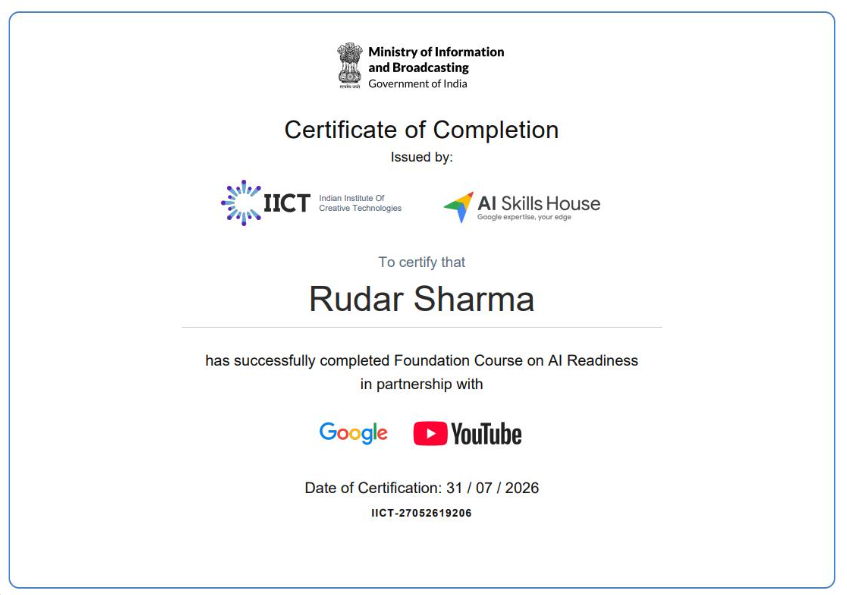 Ministry of Information
and Broadcasting
Government of India
Certificate of Completion
Issued by:
IICT
Indian Institute Of
Creative Technologies
AI Skills House
Google expertise, your edge
To certify that
Rudar Sharma
has successfully completed Foundation Course on AI Readiness
in partnership with
Google
YouTube
Date of Certification: 31 / 07 / 2026
IICT-27052619206